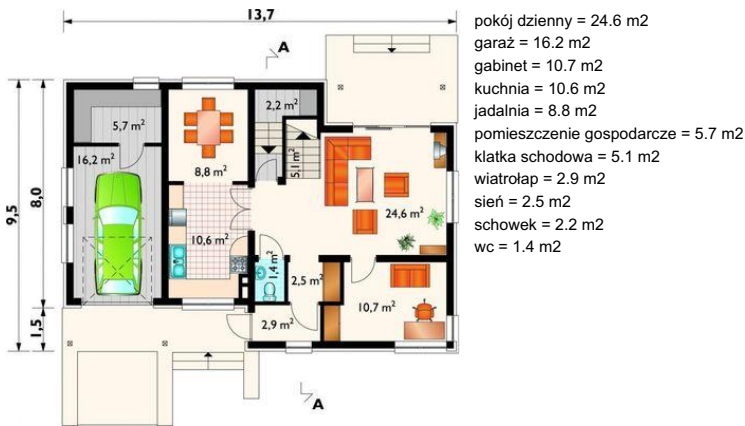 13,7
A
9,5
8,0
1,5
5,7 m²
2,2 m²
16,2 m²
8,8 m²
5,1 m²
24,6 m²
10,6 m²
1,4 m²
2,5 m²
10,7 m²
2,9 m²
A
pokój dzienny = 24.6 m2
garaż = 16.2 m2
gabinet = 10.7 m2
kuchnia = 10.6 m2
jadalnia = 8.8 m2
pomieszczenie gospodarcze = 5.7 m2
klatka schodowa = 5.1 m2
wiatrołap = 2.9 m2
sień = 2.5 m2
schowek = 2.2 m2
wc = 1.4 m2